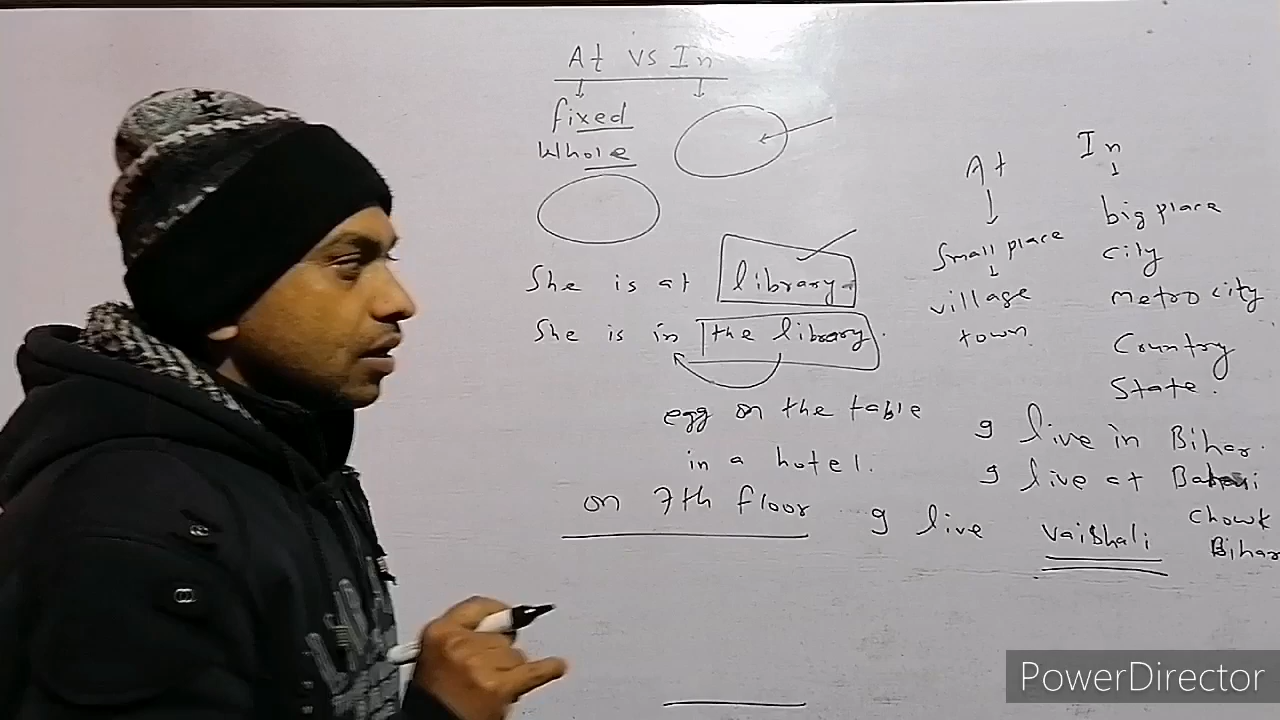 At vs In
fixed
Whole
She is at library.
She is in the library.
egg on the table
in a hotel.
on 7th floor
At
Small place
village
town.
In
big place
City
Metro city
Country
State.
I live in Bihar.
I live at
Chowk
I live Vaishali Bihar
PowerDirector